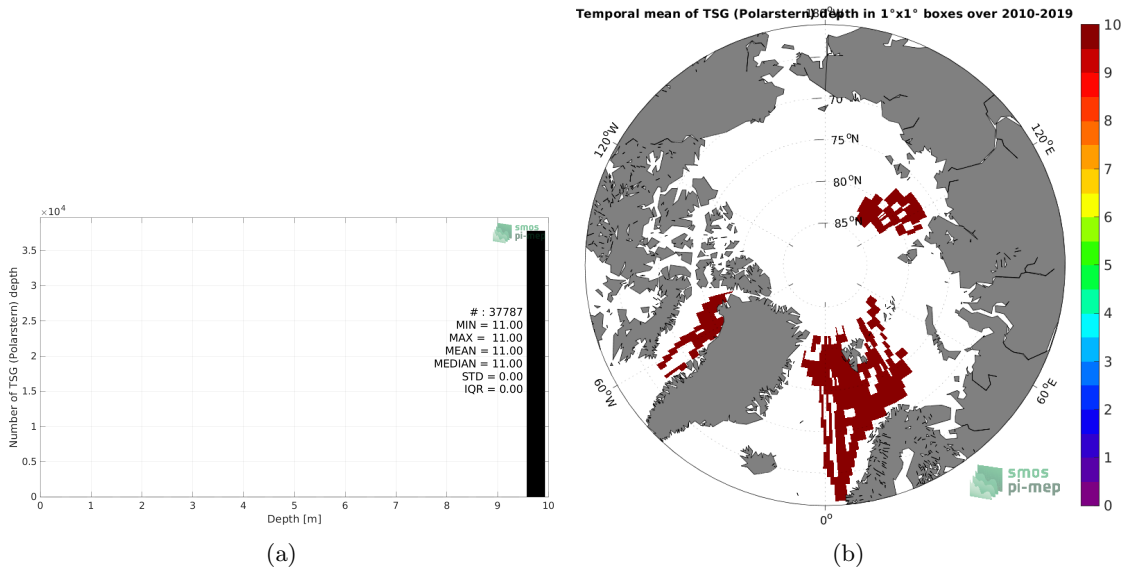 Temporal mean of TSG (Polarstern) depth in 1°x1° boxes over 2010-2019
180°W
120°W
120°E
60°W
60°E
0°
70°N
75°N
80°N
85°N
10
9
8
7
6
5
4
3
2
1
0
smos
pi-mep
×10⁴
3.5
3
2.5
2
1.5
1
0.5
0
Number of TSG (Polarstern) depth
smos
pi-mep
# : 37787
MIN = 11.00
MAX = 11.00
MEAN = 11.00
MEDIAN = 11.00
STD = 0.00
IQR = 0.00
0 1 2 3 4 5 6 7 8 9 10
Depth [m]
(a)
(b)